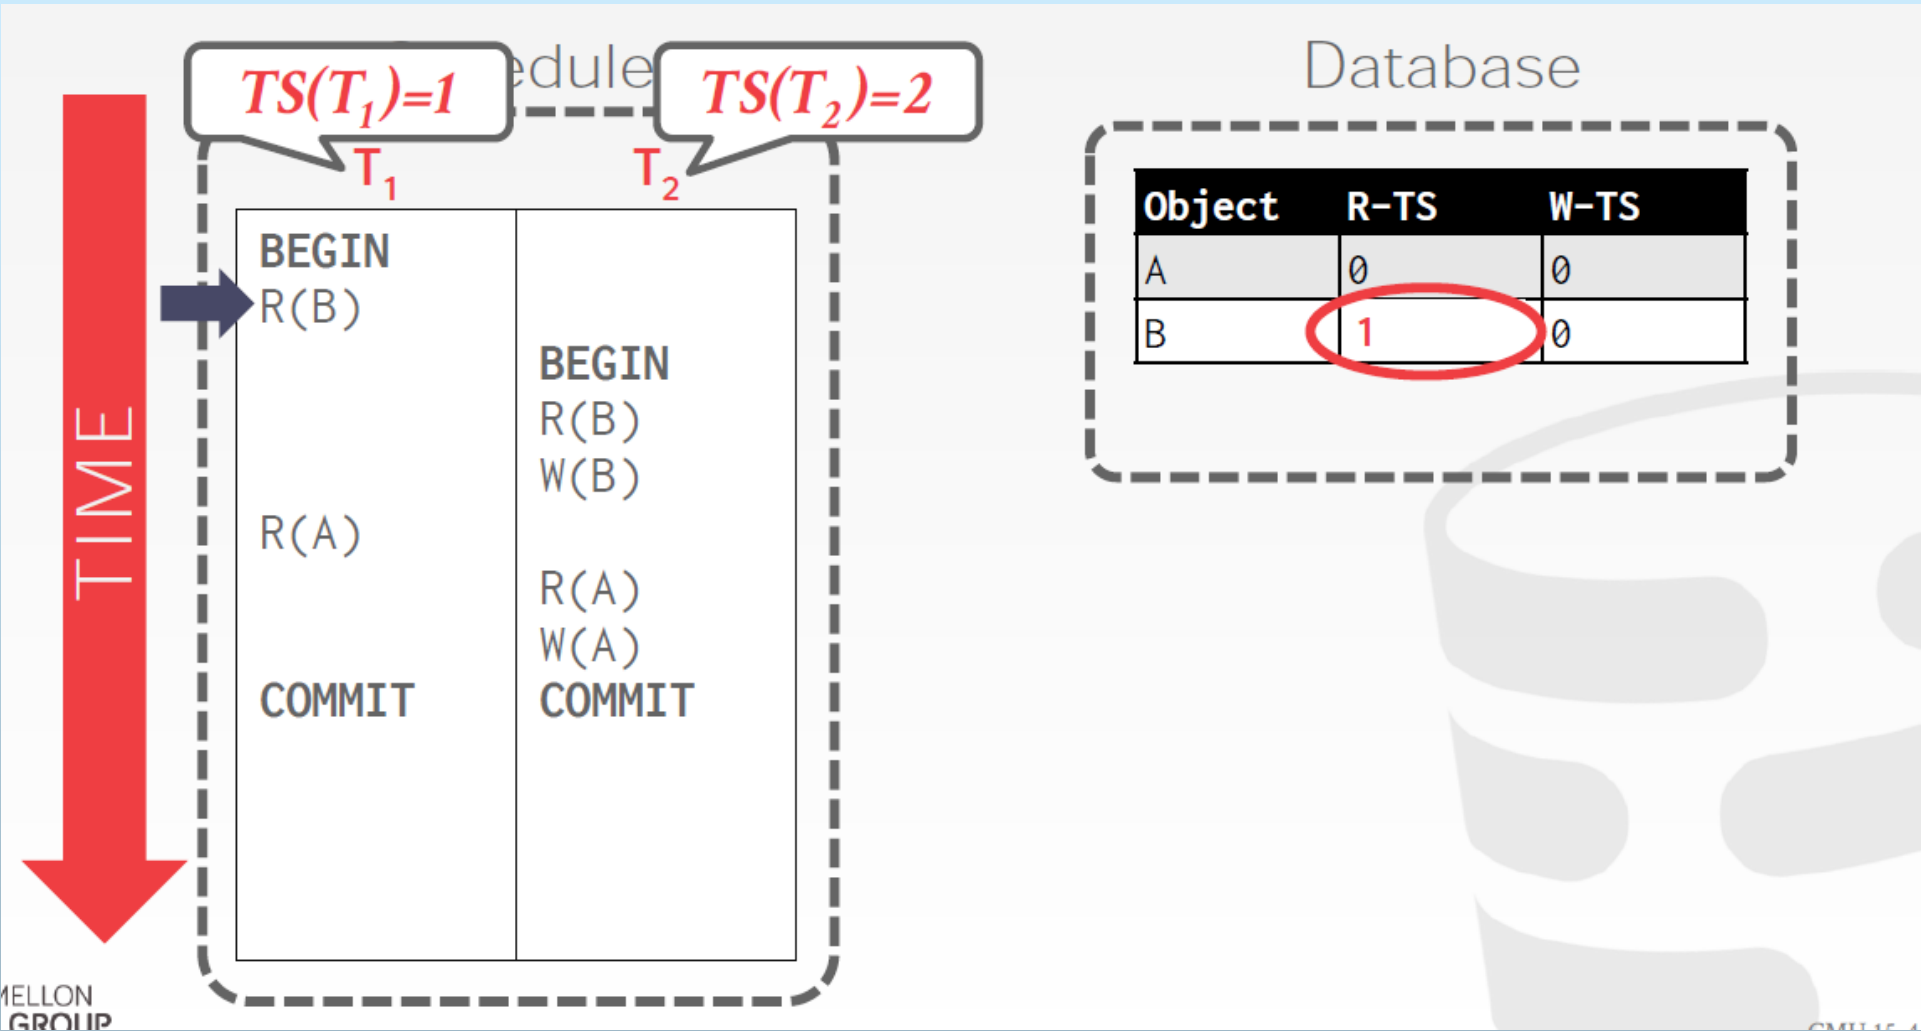 edule
TS(T1)=1
TS(T2)=2
Database
T1
T2
TIME
BEGIN
R(B)
BEGIN
R(B)
W(B)
R(A)
R(A)
W(A)
COMMIT
COMMIT
Object R-TS W-TS
A 0 0
B 1 0
MELLON
GROUP